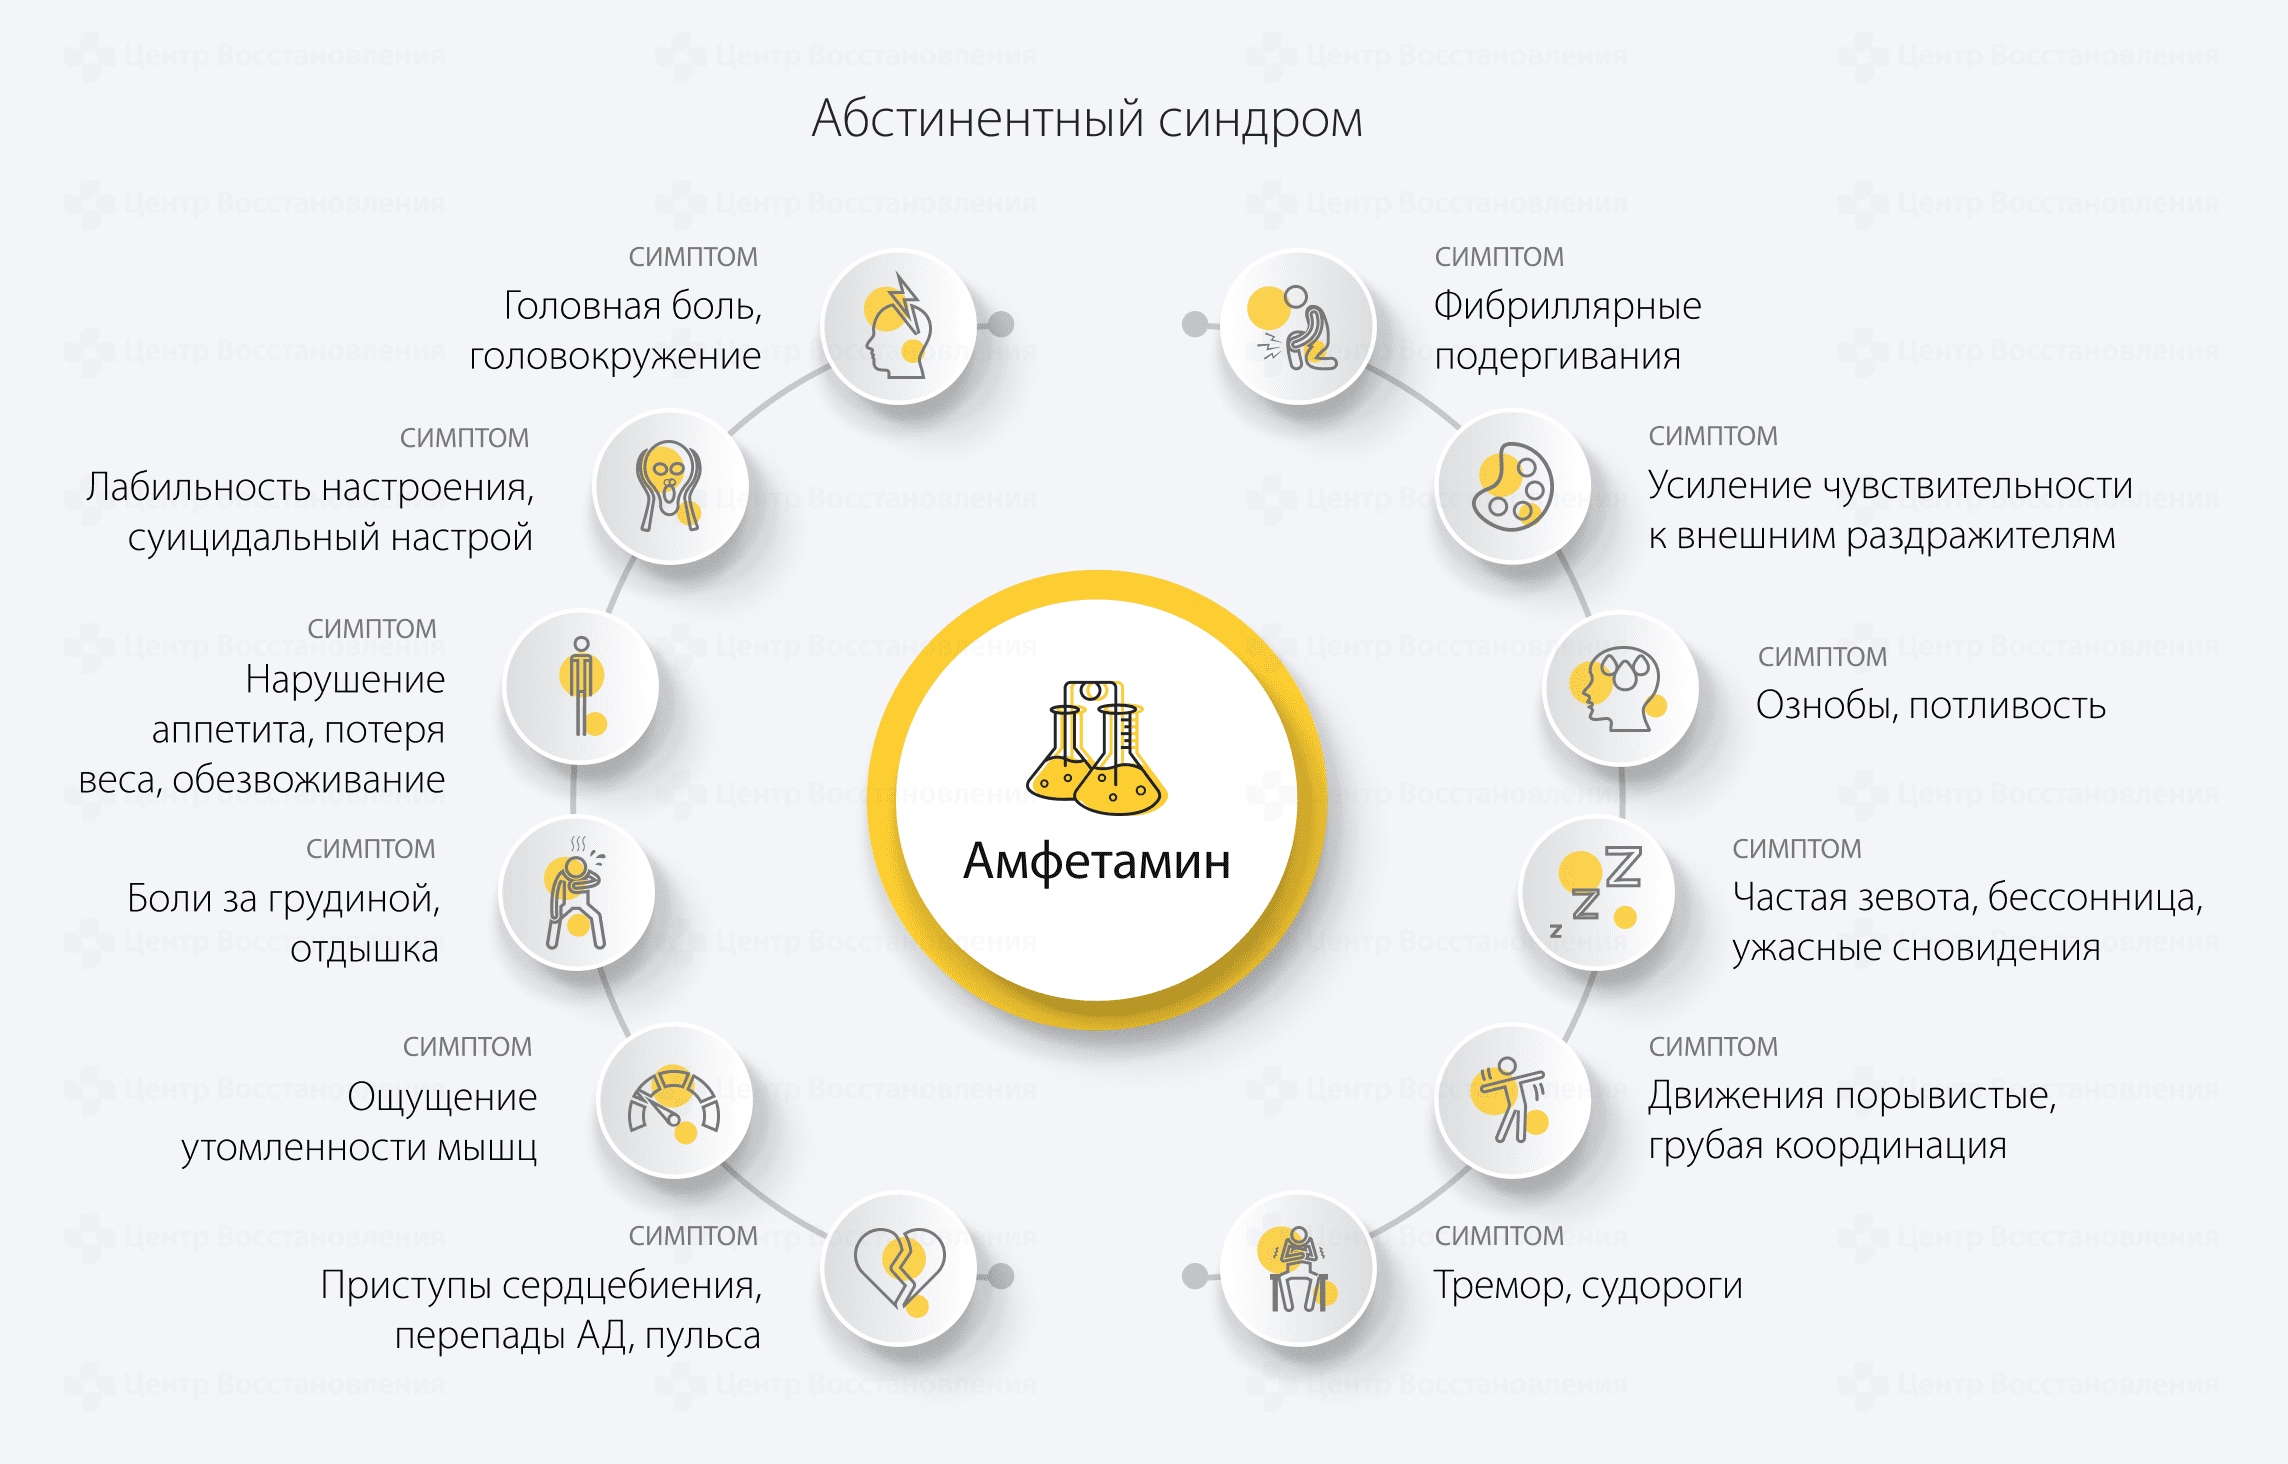 Абстинентный синдром
СИМПТОМ
Головная боль,
головокружение
СИМПТОМ
Лабильность настроения,
суицидальный настрой
СИМПТОМ
Нарушение
аппетита, потеря
веса, обезвоживание
СИМПТОМ
Боли за грудиной,
отдышка
СИМПТОМ
Ощущение
утомленности мышц
СИМПТОМ
Приступы сердцебиения,
перепады АД, пульса
Амфетамин
СИМПТОМ
Фибриллярные
подергивания
СИМПТОМ
Усиление чувствительности
к внешним раздражителям
СИМПТОМ
Ознобы, потливость
СИМПТОМ
Частая зевота, бессонница,
ужасные сновидения
СИМПТОМ
Движения порывистые,
грубая координация
СИМПТОМ
Тремор, судороги
Центр Восстановления